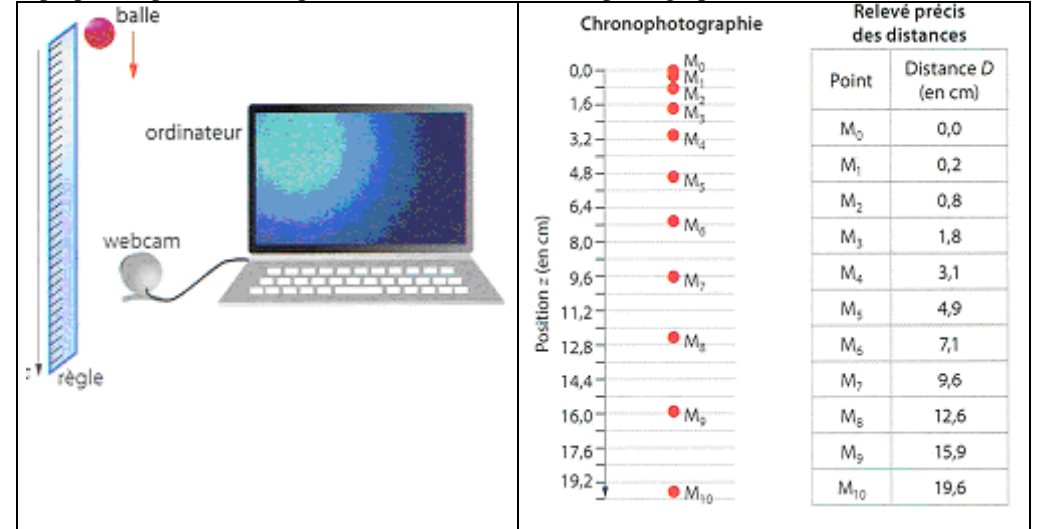 balle
ordinateur
webcam
règle
Chronophotographie
Position z (en cm)
0,0
1,6
3,2
4,8
6,4
8,0
9,6
11,2
12,8
14,4
16,0
17,6
19,2
M₀
M₁
M₂
M₃
M₄
M₅
M₆
M₇
M₈
M₉
M₁₀
Relevé précis
des distances
Point Distance D
(en cm)
M₀ 0,0
M₁ 0,2
M₂ 0,8
M₃ 1,8
M₄ 3,1
M₅ 4,9
M₆ 7,1
M₇ 9,6
M₈ 12,6
M₉ 15,9
M₁₀ 19,6